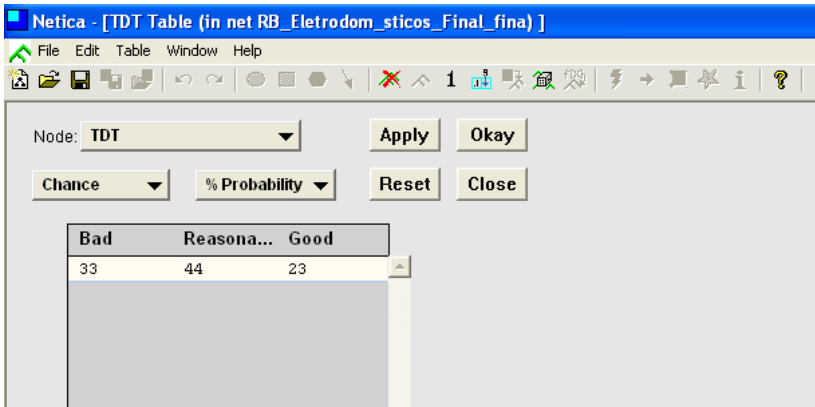 Netica - [TDT Table (in net RB_Eletrodom_sticos_Final_fina) ]
File Edit Table Window Help
1 ?
Node: TDT Apply Okay
Chance % Probability Reset Close
Bad Reasona... Good
33 44 23